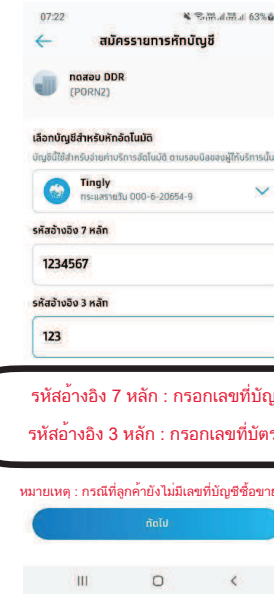 07:22 63%
สมัครรายการหักบัญชี
ทดสอบ DDR
(PORN2)
เลือกบัญชีสำหรับหักอัตโนมัติ
บัญชีนี้ใช้สำหรับจ่ายค่าบริการอัตโนมัติ ตามรอบบิลของผู้ให้บริการนั้น
Tingly
กระแสรายวัน 000-6-20654-9
รหัสอ้างอิง 7 หลัก
1234567
รหัสอ้างอิง 3 หลัก
123
รหัสอ้างอิง 7 หลัก : กรอกเลขที่บัญ
รหัสอ้างอิง 3 หลัก : กรอกเลขที่บัตร
หมายเหตุ : กรณีที่ลูกค้ายังไม่มีเลขที่บัญชีซื้อขาย
ถัดไป